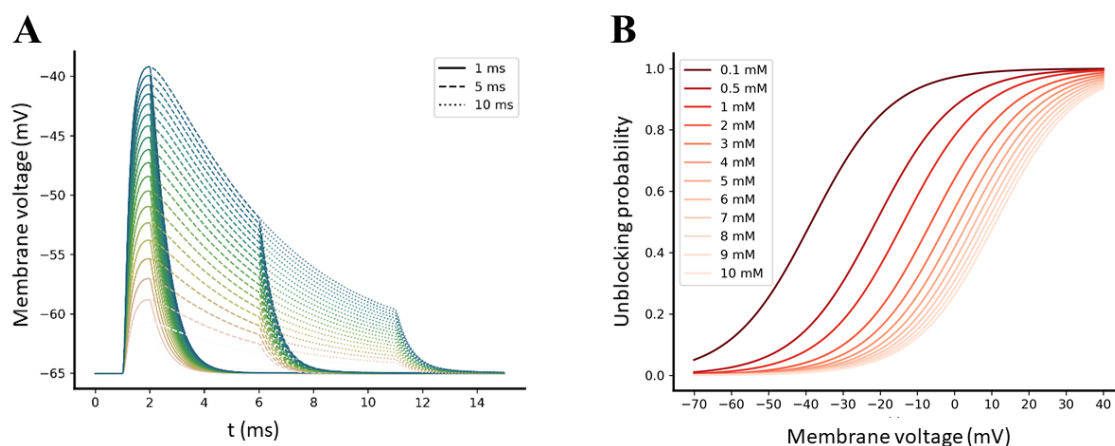 A
Membrane voltage (mV)
−40
−45
−50
−55
−60
−65
0
2
4
6
8
10
12
14
t (ms)
1 ms
5 ms
10 ms
B
Unblocking probability
1.0
0.8
0.6
0.4
0.2
0.0
−70
−60
−50
−40
−30
−20
−10
0
10
20
30
40
Membrane voltage (mV)
0.1 mM
0.5 mM
1 mM
2 mM
3 mM
4 mM
5 mM
6 mM
7 mM
8 mM
9 mM
10 mM